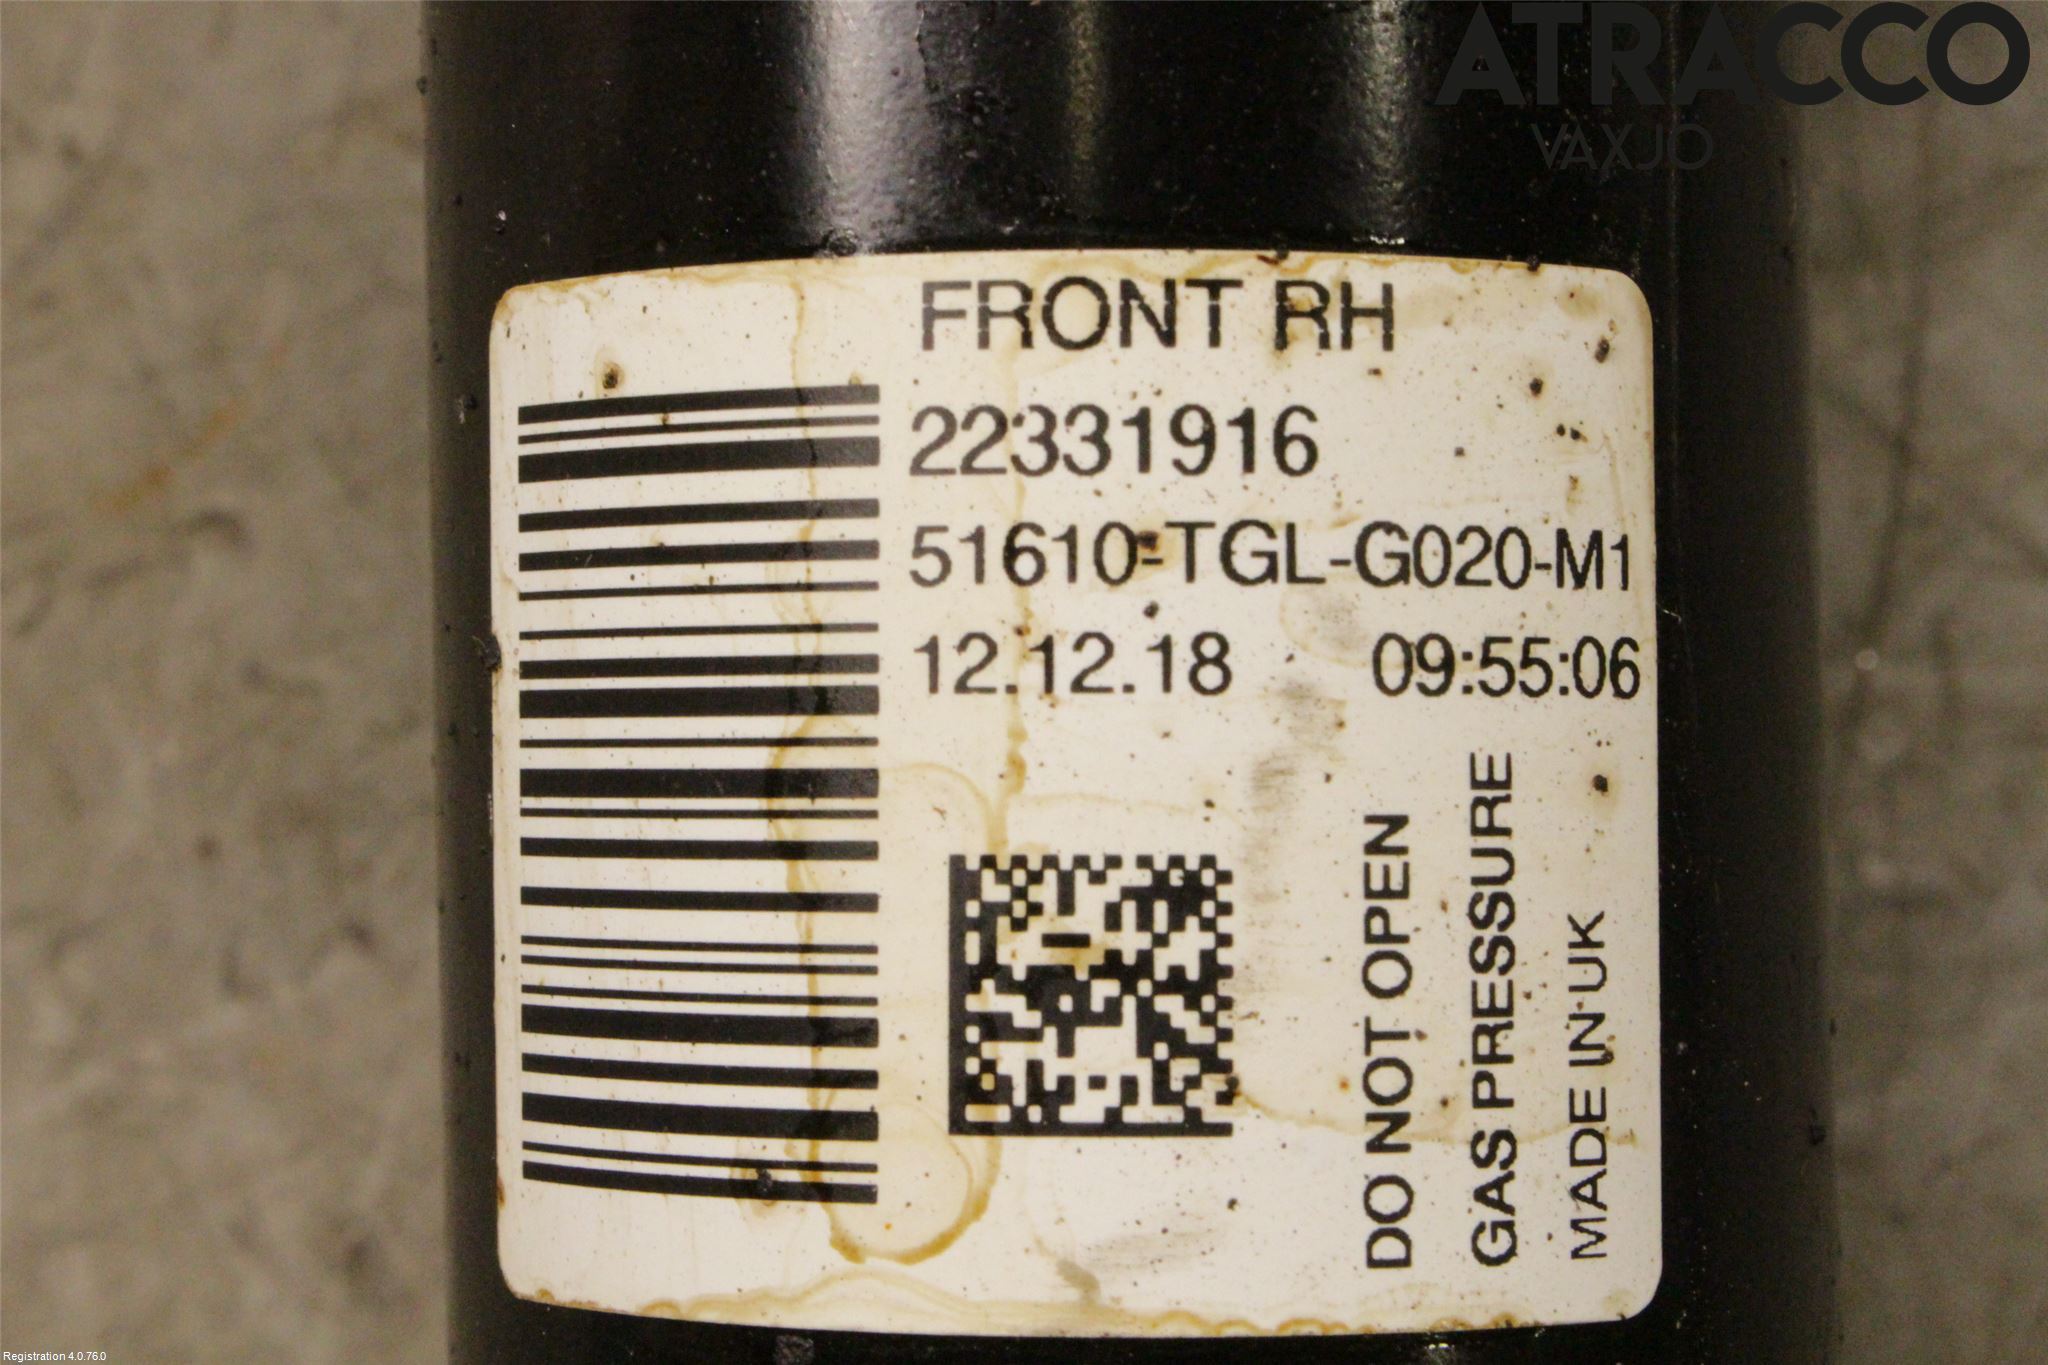 ATRACCO
VÄXJÖ
FRONT RH
22331916
51610-TGL-G020-M1
12.12.18 09:55:06
DO NOT OPEN
GAS PRESSURE
MADE IN UK
Registration 4.0.76.0